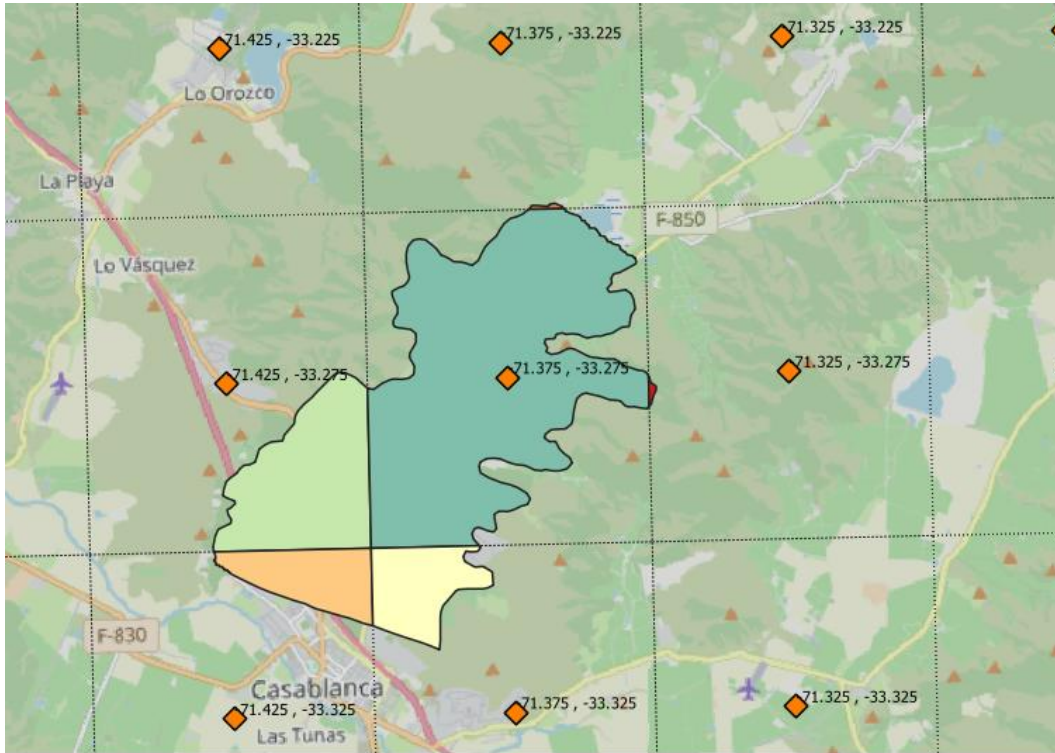 71.425 , -33.225
71.375 , -33.225
71.325 , -33.225
Lo Orozco
La Playa
F-850
Lo Vásquez
71.425 , -33.275
71.375 , -33.275
71.325 , -33.275
F-830
Casablanca
71.425 , -33.325
71.375 , -33.325
71.325 , -33.325
Las Tunas